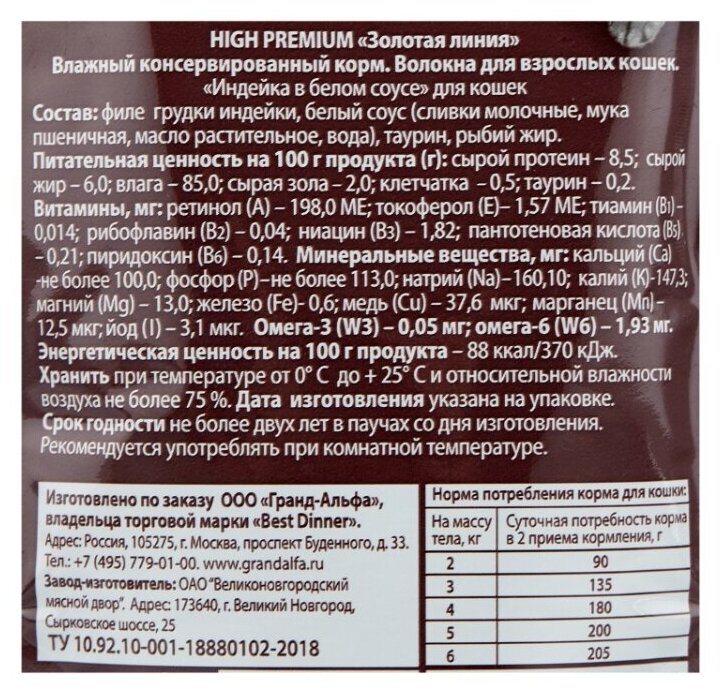 HIGH PREMIUM «Золотая линия»
Влажный консервированный корм. Волокна для взрослых кошек.
«Индейка в белом соусе» для кошек
Состав: филе грудки индейки, белый соус (сливки молочные, мука
пшеничная, масло растительное, вода), таурин, рыбий жир.
Питательная ценность на 100 г продукта (г): сырой протеин – 8,5; сырой
жир – 6,0; влага – 85,0; сырая зола – 2,0; клетчатка – 0,5; таурин – 0,2.
Витамины, мг: ретинол (А) – 198,0 МЕ; токоферол (Е)– 1,57 МЕ; тиамин (B1) -
0,014; рибофлавин (B2) – 0,04; ниацин (B3) – 1,82; пантотеновая кислота (B5)
– 0,21; пиридоксин (B6) – 0,14. Минеральные вещества, мг: кальций (Ca)
-не более 100,0; фосфор (P)–не более 113,0; натрий (Na)–160,10; калий (K)-147,3;
магний (Mg) – 13,0; железо (Fe)- 0,6; медь (Cu) – 37,6 мкг; марганец (Mn)–
12,5 мкг; йод (I) – 3,1 мкг. Омега-3 (W3) – 0,05 мг; омега-6 (W6) – 1,93 мг.
Энергетическая ценность на 100 г продукта – 88 ккал/370 кДж.
Хранить при температуре от 0° С до + 25° С и относительной влажности
воздуха не более 75 %. Дата изготовления указана на упаковке.
Срок годности не более двух лет в паучах со дня изготовления.
Рекомендуется употреблять при комнатной температуре.
Изготовлено по заказу ООО «Гранд-Альфа»,
владельца торговой марки «Best Dinner».
Адрес: Россия, 105275, г. Москва, проспект Буденного, д. 33.
Тел.: +7 (495) 779-01-00. www.grandalfa.ru
Завод-изготовитель: ОАО "Великоновгородский
мясной двор". Адрес: 173640, г. Великий Новгород,
Сырковское шоссе, 25
ТУ 10.92.10-001-18880102-2018
Норма потребления корма для кошки:
На массу тела, кг Суточная потребность корма в 2 приема кормления, г
2 90
3 135
4 180
5 200
6 205